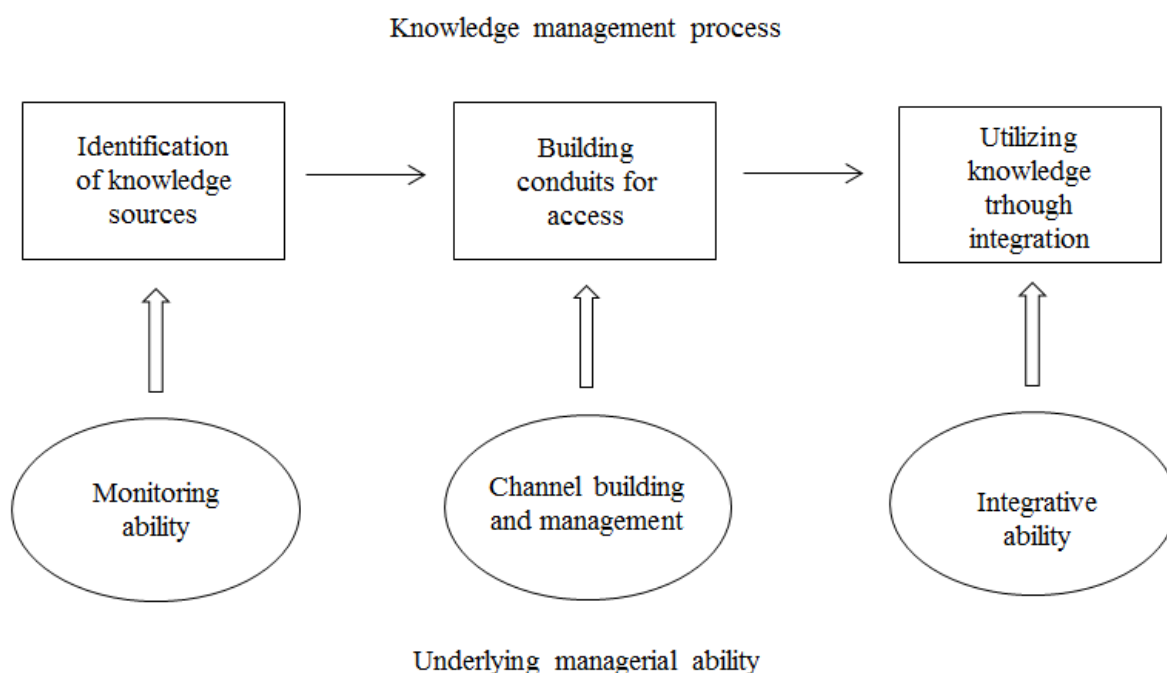 Knowledge management process
Identification
of knowledge
sources
Building
conduits for
access
Utilizing
knowledge
trhough
integration
Monitoring
ability
Channel building
and management
Integrative
ability
Underlying managerial ability